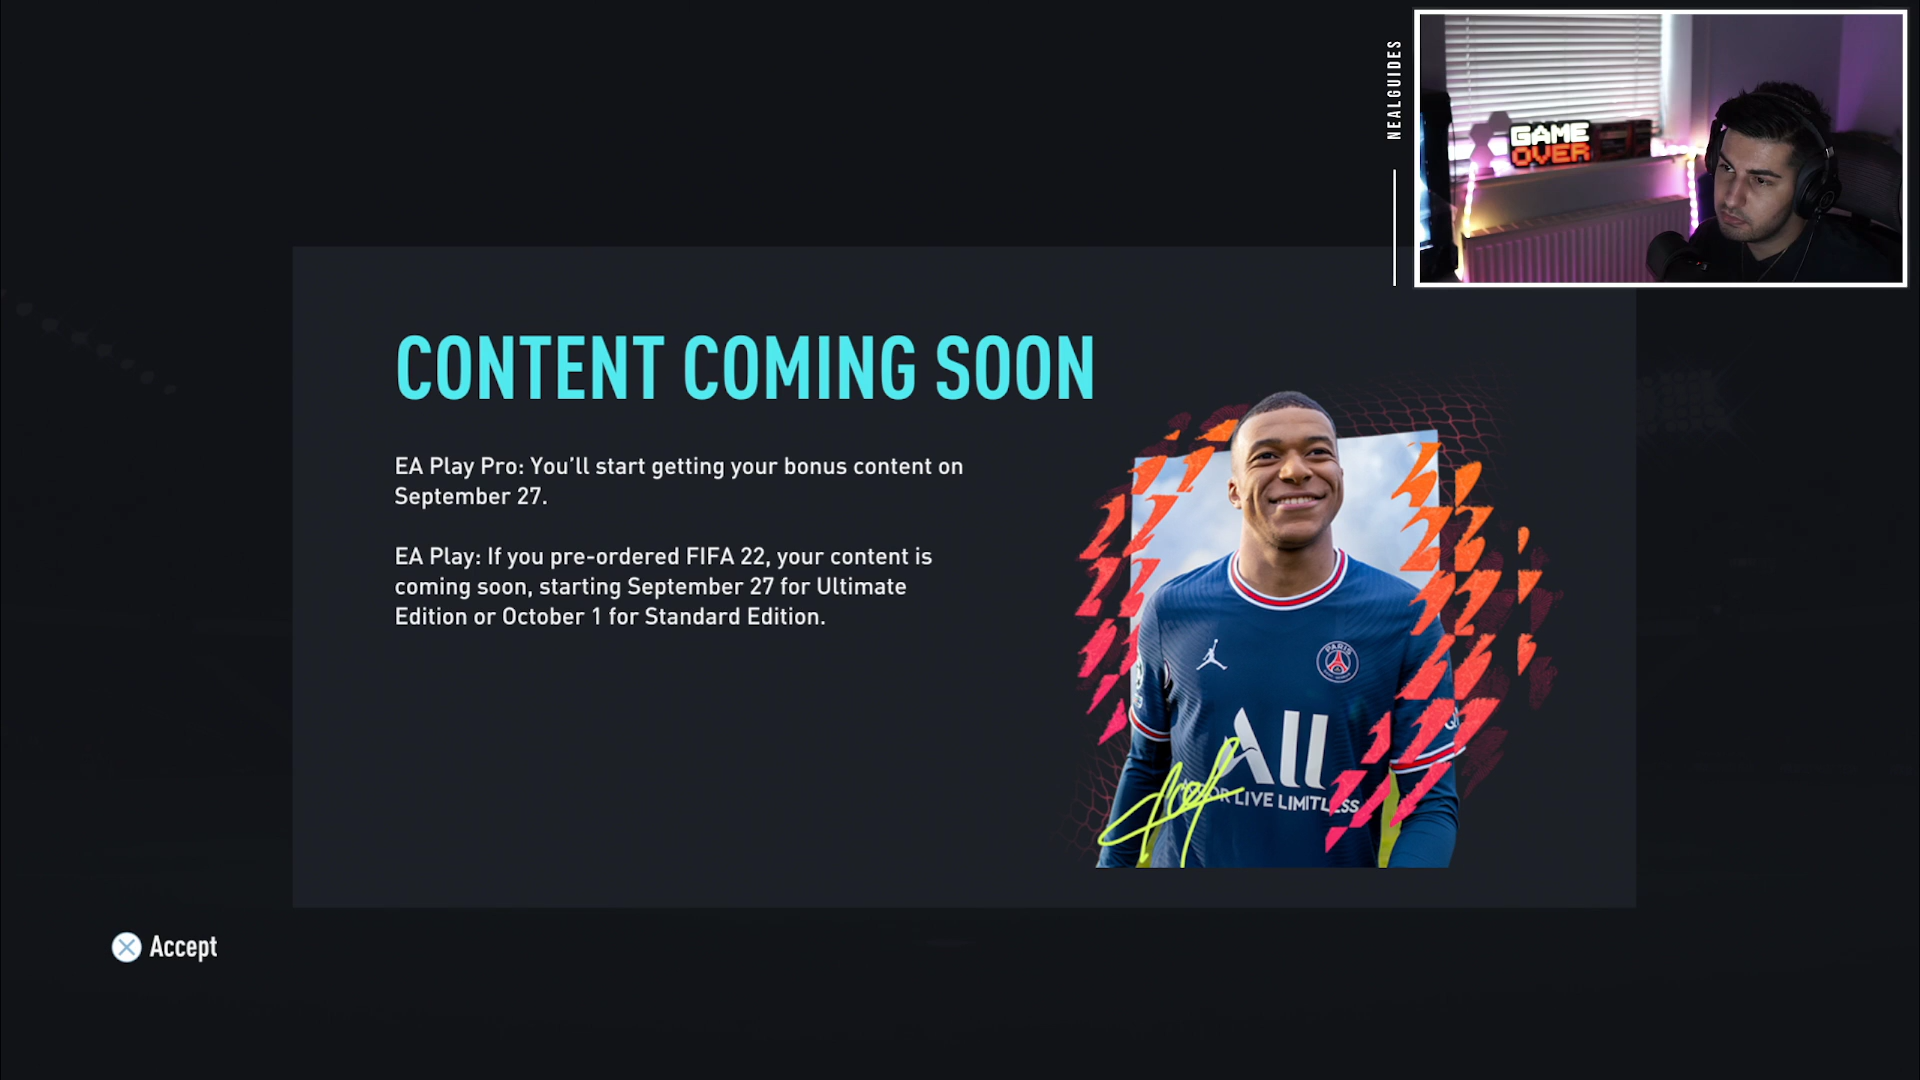 NEALGUIDES
GAME
OVER
CONTENT COMING SOON
EA Play Pro: You'll start getting your bonus content on
September 27.
EA Play: If you pre-ordered FIFA 22, your content is
coming soon, starting September 27 for Ultimate
Edition or October 1 for Standard Edition.
PARIS
ALL
OR LIVE LIMITLESS
Accept